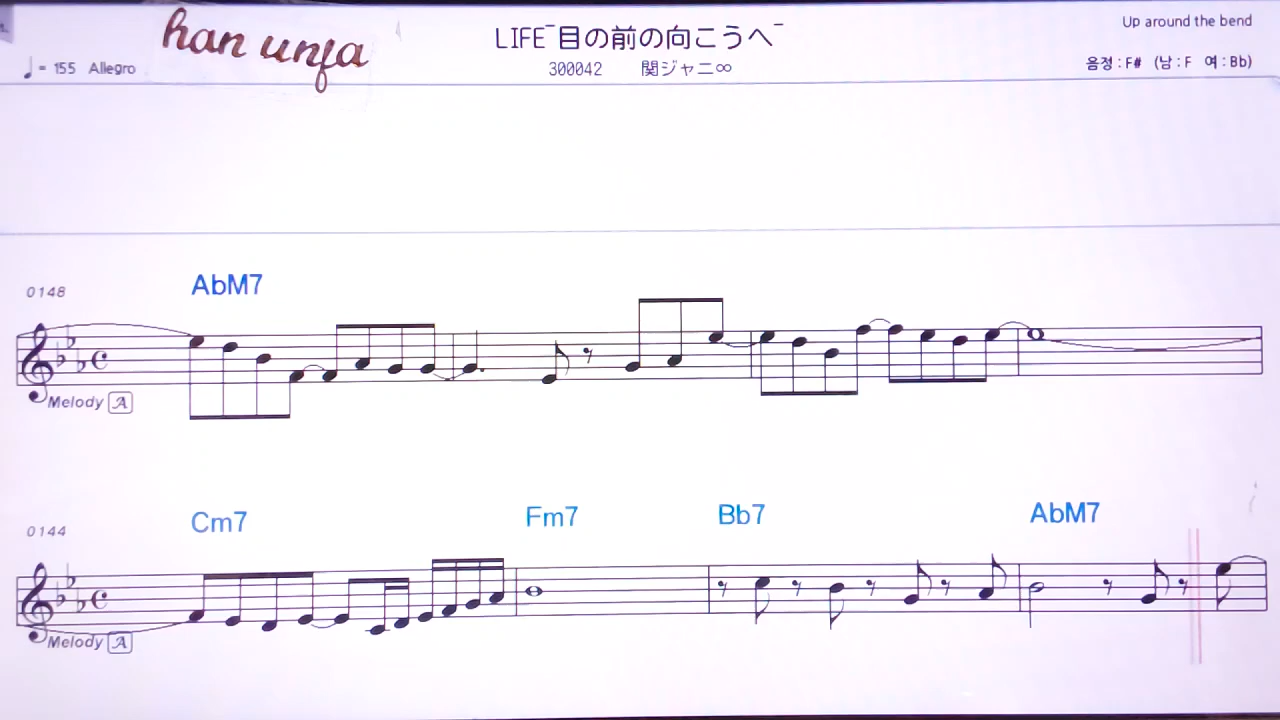 han unfa
LIFE¯目の前の向こうへ¯
Up around the bend
♩= 155 Allegro
300042 関ジャニ∞
음정 : F# (남 : F 여 : Bb)
0148
AbM7
Melody A
0144
Cm7 Fm7 Bb7 AbM7
Melody A